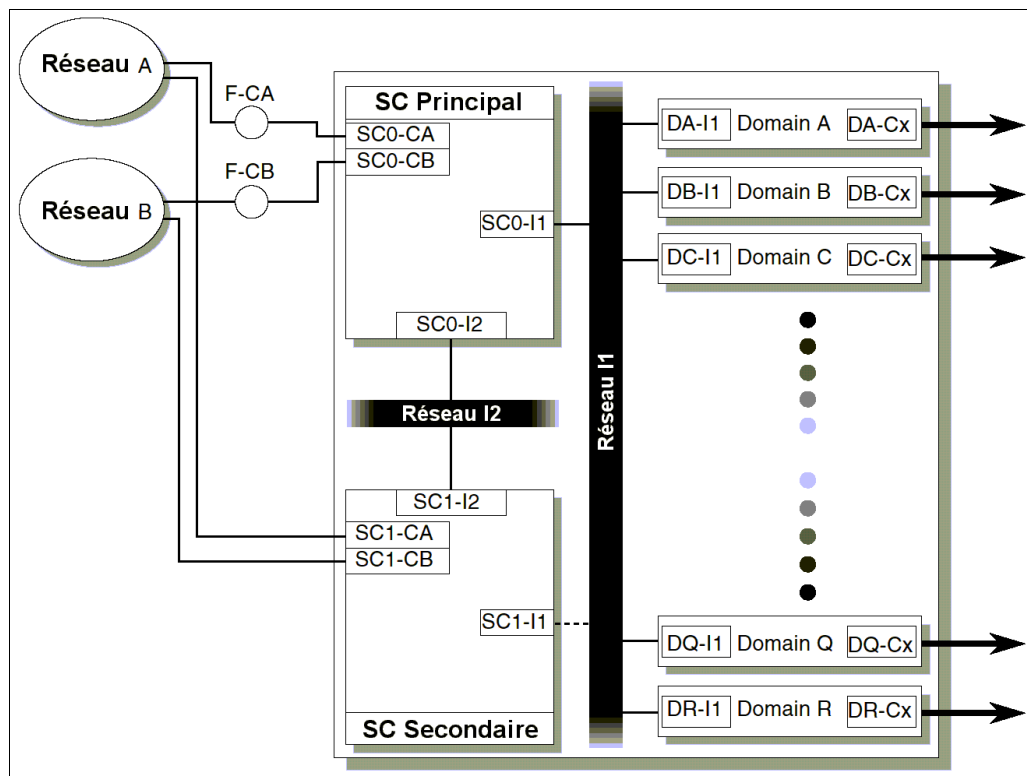 Réseau A
F-CA
SC Principal
SC0-CA
SC0-CB
Réseau B
F-CB
SC0-I1
SC0-I2
Réseau I2
SC1-I2
SC1-CA
SC1-CB
SC1-I1
SC Secondaire
Réseau I1
DA-I1 Domain A DA-Cx
DB-I1 Domain B DB-Cx
DC-I1 Domain C DC-Cx
DQ-I1 Domain Q DQ-Cx
DR-I1 Domain R DR-Cx